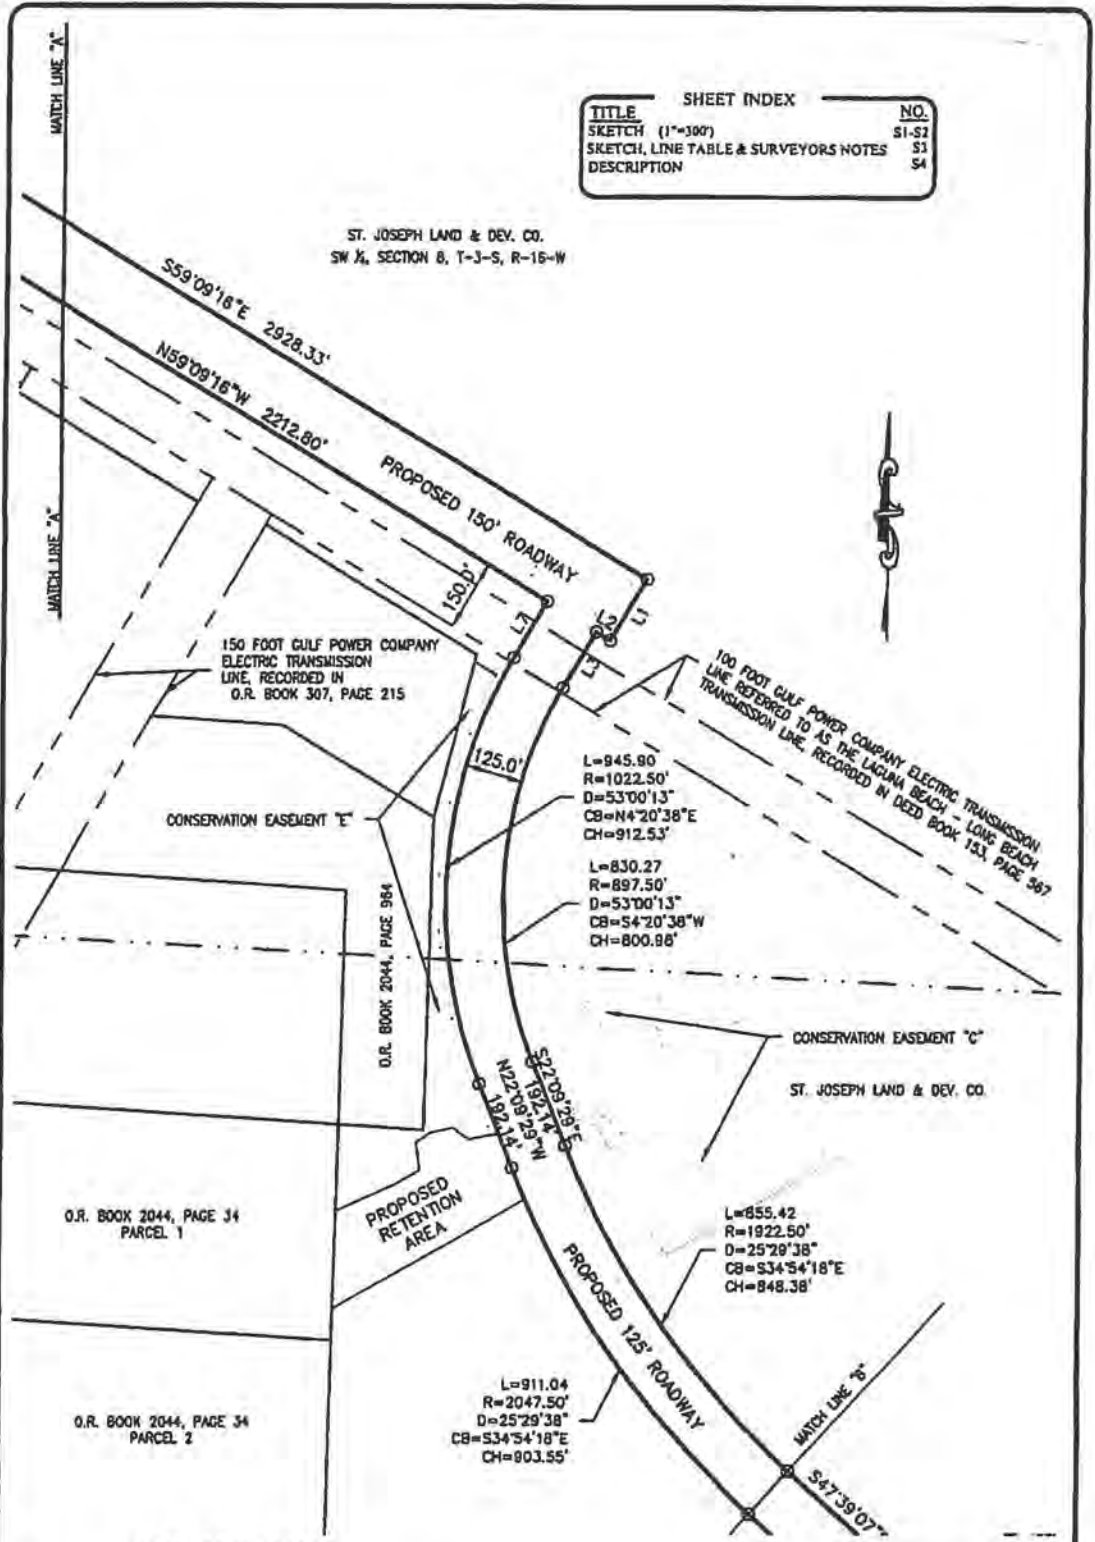 MATCH LINE "A"
SHEET INDEX
TITLE NO.
SKETCH (1"=300') S1-S2
SKETCH, LINE TABLE & SURVEYORS NOTES S3
DESCRIPTION S4
ST. JOSEPH LAND & DEV. CO.
SW ¼, SECTION 8, T-3-S, R-16-W
S59°09'16"E 2928.33'
N59°09'16"W 2212.80'
PROPOSED 150' ROADWAY
MATCH LINE "A"
150.0'
L7
L2
L1
L3
150 FOOT GULF POWER COMPANY
ELECTRIC TRANSMISSION
LINE, RECORDED IN
O.R. BOOK 307, PAGE 215
100 FOOT GULF POWER COMPANY ELECTRIC TRANSMISSION
LINE REFERRED TO AS THE LAGUNA BEACH - LONG BEACH
TRANSMISSION LINE, RECORDED IN DEED BOOK 153, PAGE 567
125.0'
L=945.90
R=1022.50'
D=53°00'13"
CB=N4°20'38"E
CH=912.53'
CONSERVATION EASEMENT "E"
L=830.27
R=897.50'
D=53°00'13"
CB=S4°20'38"W
CH=800.98'
O.R. BOOK 2044, PAGE 964
CONSERVATION EASEMENT "C"
ST. JOSEPH LAND & DEV. CO.
S22°09'29"E
192.14'
N22°09'29"W
192.14'
PROPOSED
RETENTION
AREA
O.R. BOOK 2044, PAGE 34
PARCEL 1
L=855.42
R=1922.50'
D=25°29'38"
CB=S34°54'18"E
CH=848.38'
PROPOSED 125' ROADWAY
L=911.04
R=2047.50'
D=25°29'38"
CB=S34°54'18"E
CH=903.55'
O.R. BOOK 2044, PAGE 34
PARCEL 2
MATCH LINE "B"
S47°39'07"